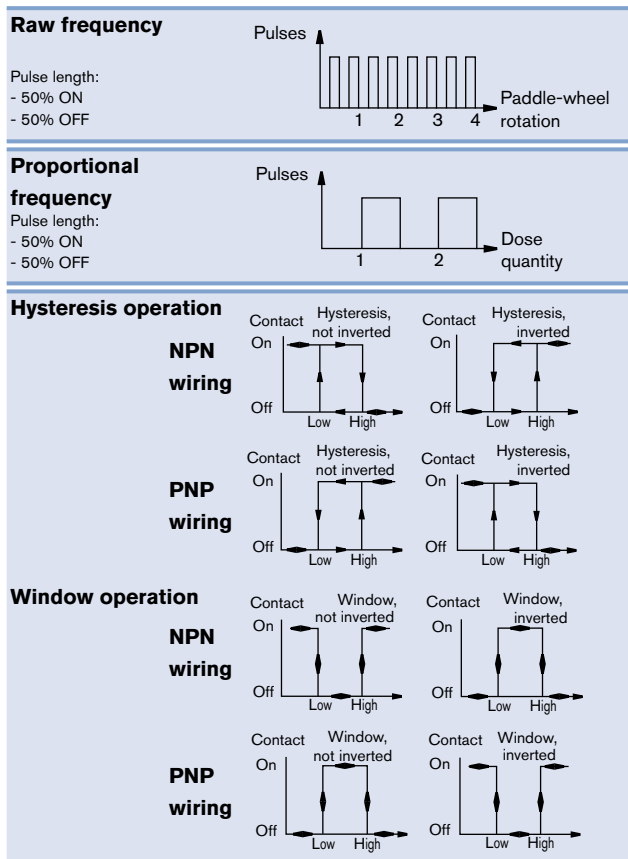 Raw frequency
Pulse length:
- 50% ON
- 50% OFF
Pulses
1 2 3 4
Paddle-wheel
rotation
Proportional
frequency
Pulse length:
- 50% ON
- 50% OFF
Pulses
1 2
Dose
quantity
Hysteresis operation
NPN
wiring
Contact
Hysteresis,
not inverted
On
Off
Low High
Contact
Hysteresis,
inverted
On
Off
Low High
PNP
wiring
Contact
Hysteresis,
not inverted
On
Off
Low High
Contact
Hysteresis,
inverted
On
Off
Low High
Window operation
NPN
wiring
Contact
Window,
not inverted
On
Off
Low High
Contact
Window,
inverted
On
Off
Low High
PNP
wiring
Contact
Window,
not inverted
On
Off
Low High
Contact
Window,
inverted
On
Off
Low High